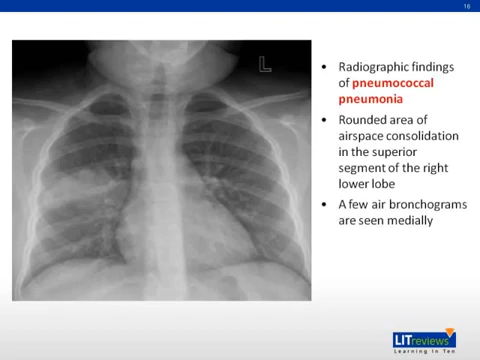 16
L
• Radiographic findings
of pneumococcal
pneumonia
• Rounded area of
airspace consolidation
in the superior
segment of the right
lower lobe
• A few air bronchograms
are seen medially
LITreviews
Learning In Ten